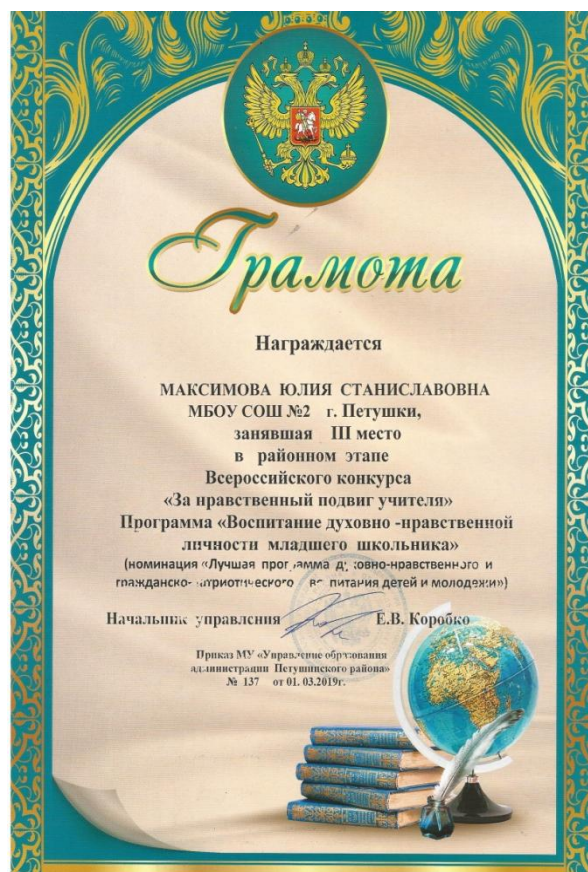 Грамота
Награждается
МАКСИМОВА ЮЛИЯ СТАНИСЛАВОВНА
МБОУ СОШ №2 г. Петушки,
занявшая III место
в районном этапе
Всероссийского конкурса
«За нравственный подвиг учителя»
Программа «Воспитание духовно -нравственной
личности младшего школьника»
(номинация «Лучшая программа духовно-нравственного и
гражданско-патриотического воспитания детей и молодежи»)
Начальник управления Е.В. Коробко
Приказ МУ «Управление образования
администрации Петушинского района»
№ 137 от 01. 03.2019г.